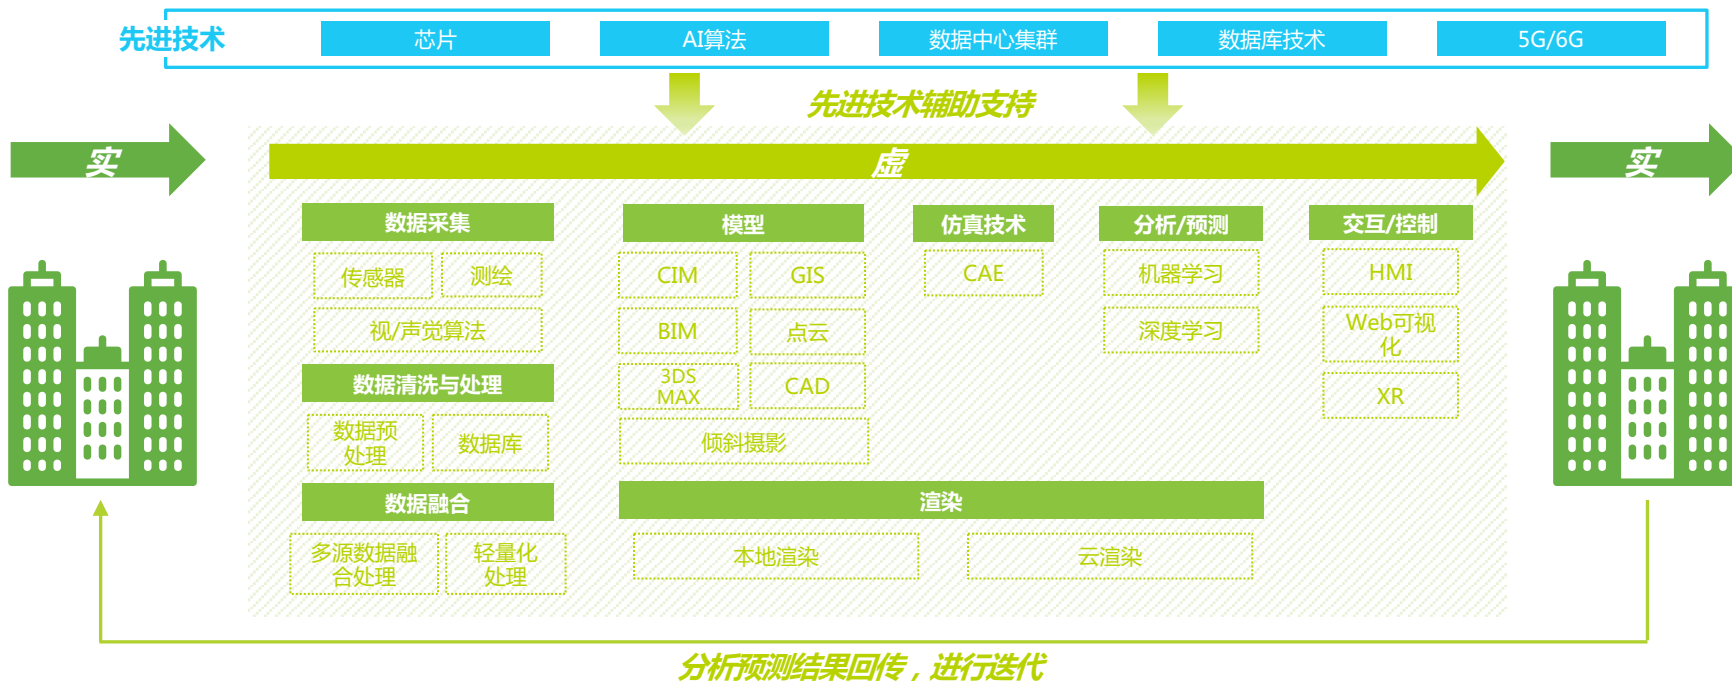 先进技术
芯片
AI算法
数据中心集群
数据库技术
5G/6G
先进技术辅助支持
实
虚
实
数据采集
传感器
测绘
视/声觉算法
数据清洗与处理
数据预
处理
数据库
数据融合
多源数据融
合处理
轻量化
处理
模型
CIM
GIS
BIM
点云
3DS
MAX
CAD
倾斜摄影
仿真技术
CAE
分析/预测
机器学习
深度学习
交互/控制
HMI
Web可视
化
XR
渲染
本地渲染
云渲染
分析预测结果回传，进行迭代